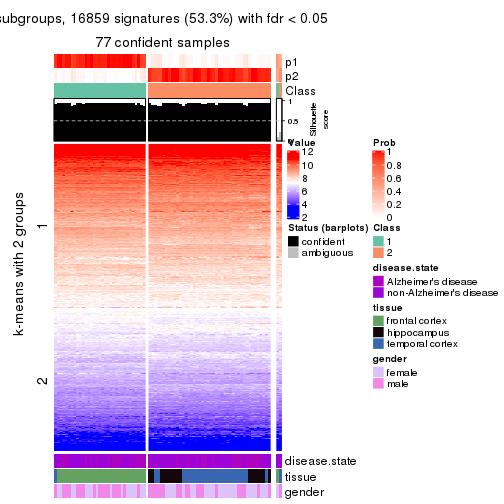 subgroups, 16859 signatures (53.3%) with fdr < 0.05
77 confident samples
p1
p2
Class
1
0.5
0
Silhouette
score
k-means with 2 groups
1
2
Value
12
10
8
6
4
2
Prob
1
0.8
0.6
0.4
0.2
0
Status (barplots)
confident
ambiguous
Class
1
2
disease.state
Alzheimer's disease
non-Alzheimer's disease
tissue
frontal cortex
hippocampus
temporal cortex
gender
female
male
disease.state
tissue
gender